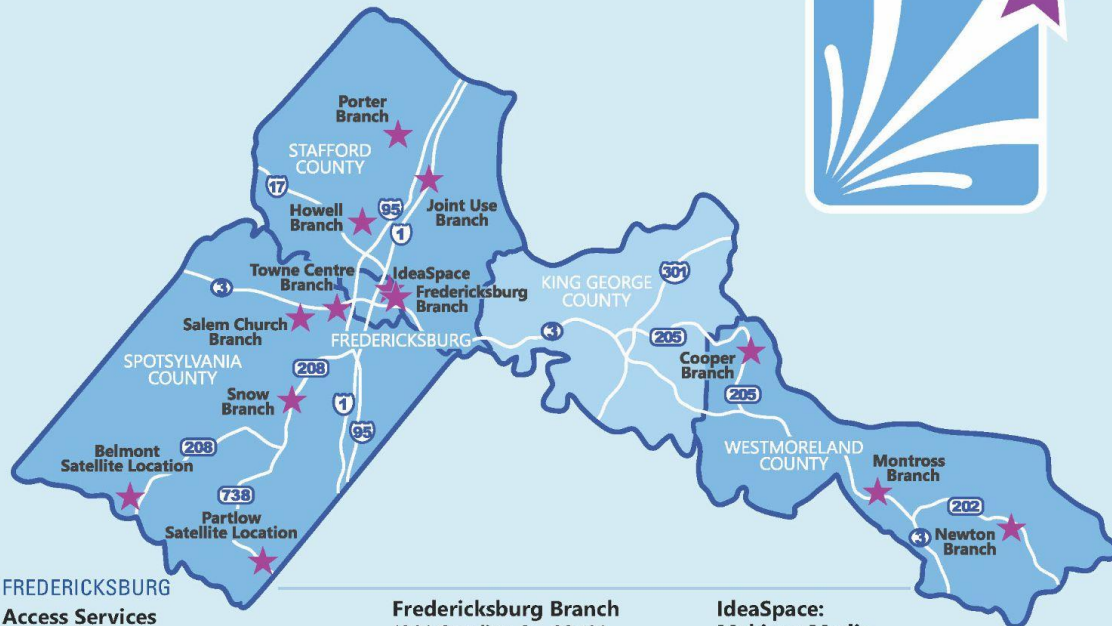 Porter
Branch
STAFFORD
COUNTY
17
95
Howell
Branch
Joint Use
Branch
1
Towne Centre
Branch
IdeaSpace
Fredericksburg
Branch
3
KING GEORGE
COUNTY
301
Salem Church
Branch
FREDERICKSBURG
3
205
Cooper
Branch
SPOTSYLVANIA
COUNTY
208
Snow
Branch
1
205
95
Belmont
Satellite Location
208
WESTMORELAND
COUNTY
Montross
Branch
738
202
Partlow
Satellite Location
3
Newton
Branch
FREDERICKSBURG
Access Services
Fredericksburg Branch
IdeaSpace: